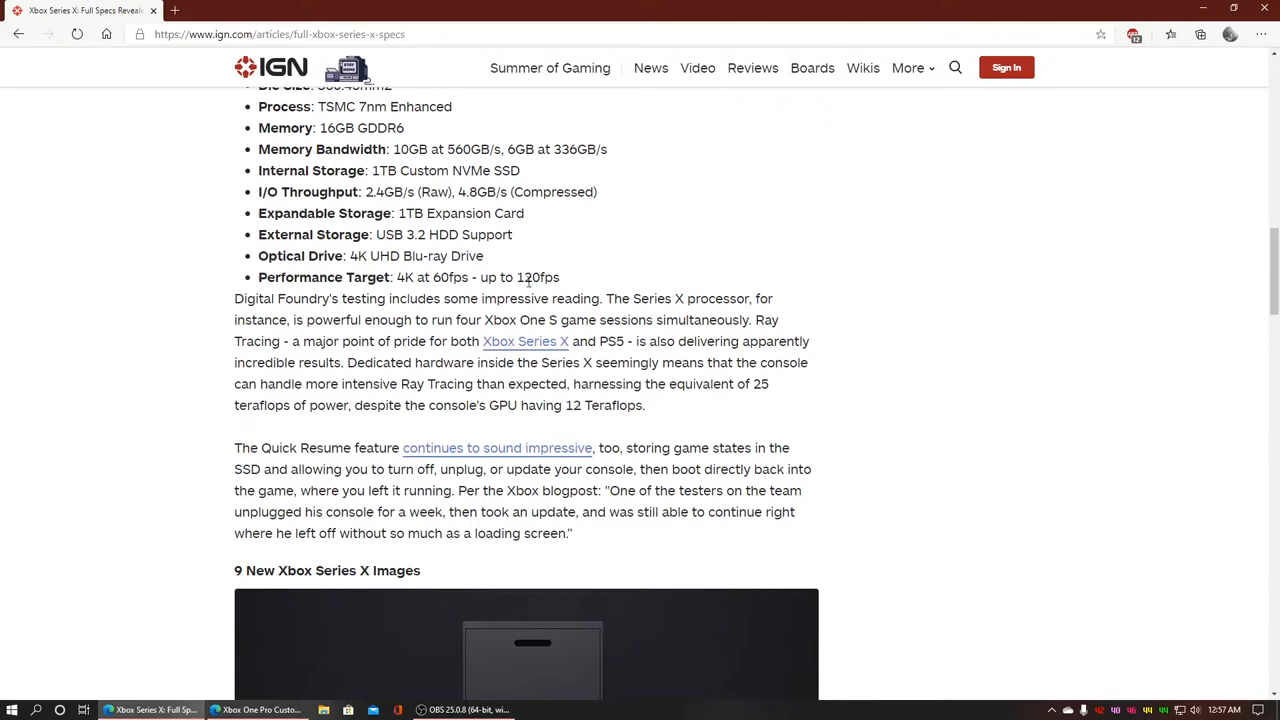 Xbox Series X: Full Specs Reveale
https://www.ign.com/articles/full-xbox-series-x-specs
12
IGN
Summer of Gaming
News
Video
Reviews
Boards
Wikis
More
Sign In
Process: TSMC 7nm Enhanced
Memory: 16GB GDDR6
Memory Bandwidth: 10GB at 560GB/s, 6GB at 336GB/s
Internal Storage: 1TB Custom NVMe SSD
I/O Throughput: 2.4GB/s (Raw), 4.8GB/s (Compressed)
Expandable Storage: 1TB Expansion Card
External Storage: USB 3.2 HDD Support
Optical Drive: 4K UHD Blu-ray Drive
Performance Target: 4K at 60fps - up to 120fps
Digital Foundry's testing includes some impressive reading. The Series X processor, for
instance, is powerful enough to run four Xbox One S game sessions simultaneously. Ray
Tracing - a major point of pride for both Xbox Series X and PS5 - is also delivering apparently
incredible results. Dedicated hardware inside the Series X seemingly means that the console
can handle more intensive Ray Tracing than expected, harnessing the equivalent of 25
teraflops of power, despite the console's GPU having 12 Teraflops.
The Quick Resume feature continues to sound impressive, too, storing game states in the
SSD and allowing you to turn off, unplug, or update your console, then boot directly back into
the game, where you left it running. Per the Xbox blogpost: "One of the testers on the team
unplugged his console for a week, then took an update, and was still able to continue right
where he left off without so much as a loading screen."
9 New Xbox Series X Images
Xbox Series X: Full Sp...
Xbox One Pro Custo...
OBS 25.0.8 (64-bit, wi...
12:57 AM